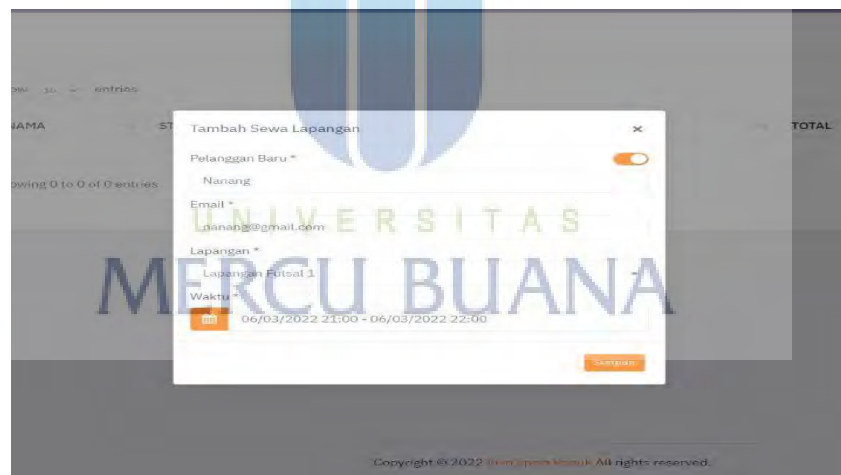 entries
NAMA ST TOTAL
Tambah Sewa Lapangan ×
Pelanggan Baru *
Nanang
owing 0 to 0 of 0 entries
Email *
UNIVERSITAS
nanang@gmail.com
Lapangan *
MERCU BUANA
Lapangan Futsal 1
Waktu *
06/03/2022 21:00 - 06/03/2022 22:00
Simpan
Copyright © 2022 All rights reserved.